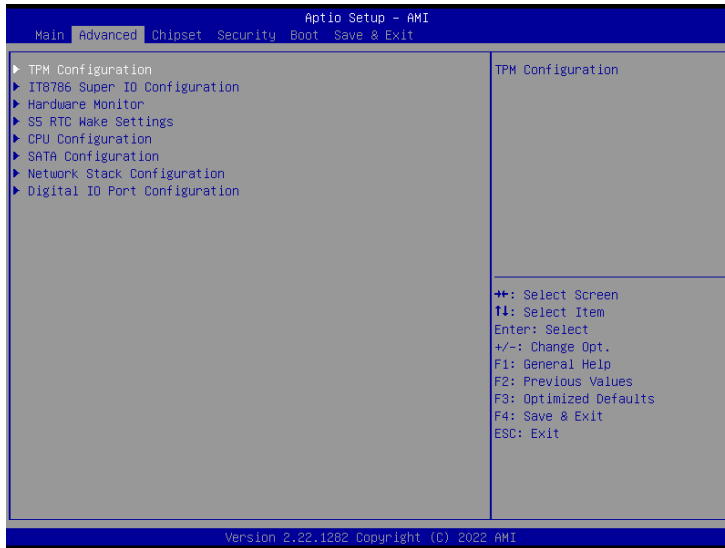 Aptio Setup - AMI
Main Advanced Chipset Security Boot Save & Exit
TPM Configuration
IT8786 Super IO Configuration
Hardware Monitor
S5 RTC Wake Settings
CPU Configuration
SATA Configuration
Network Stack Configuration
Digital IO Port Configuration
TPM Configuration
→←: Select Screen
↑↓: Select Item
Enter: Select
+/-: Change Opt.
F1: General Help
F2: Previous Values
F3: Optimized Defaults
F4: Save & Exit
ESC: Exit
Version 2.22.1282 Copyright (C) 2022 AMI